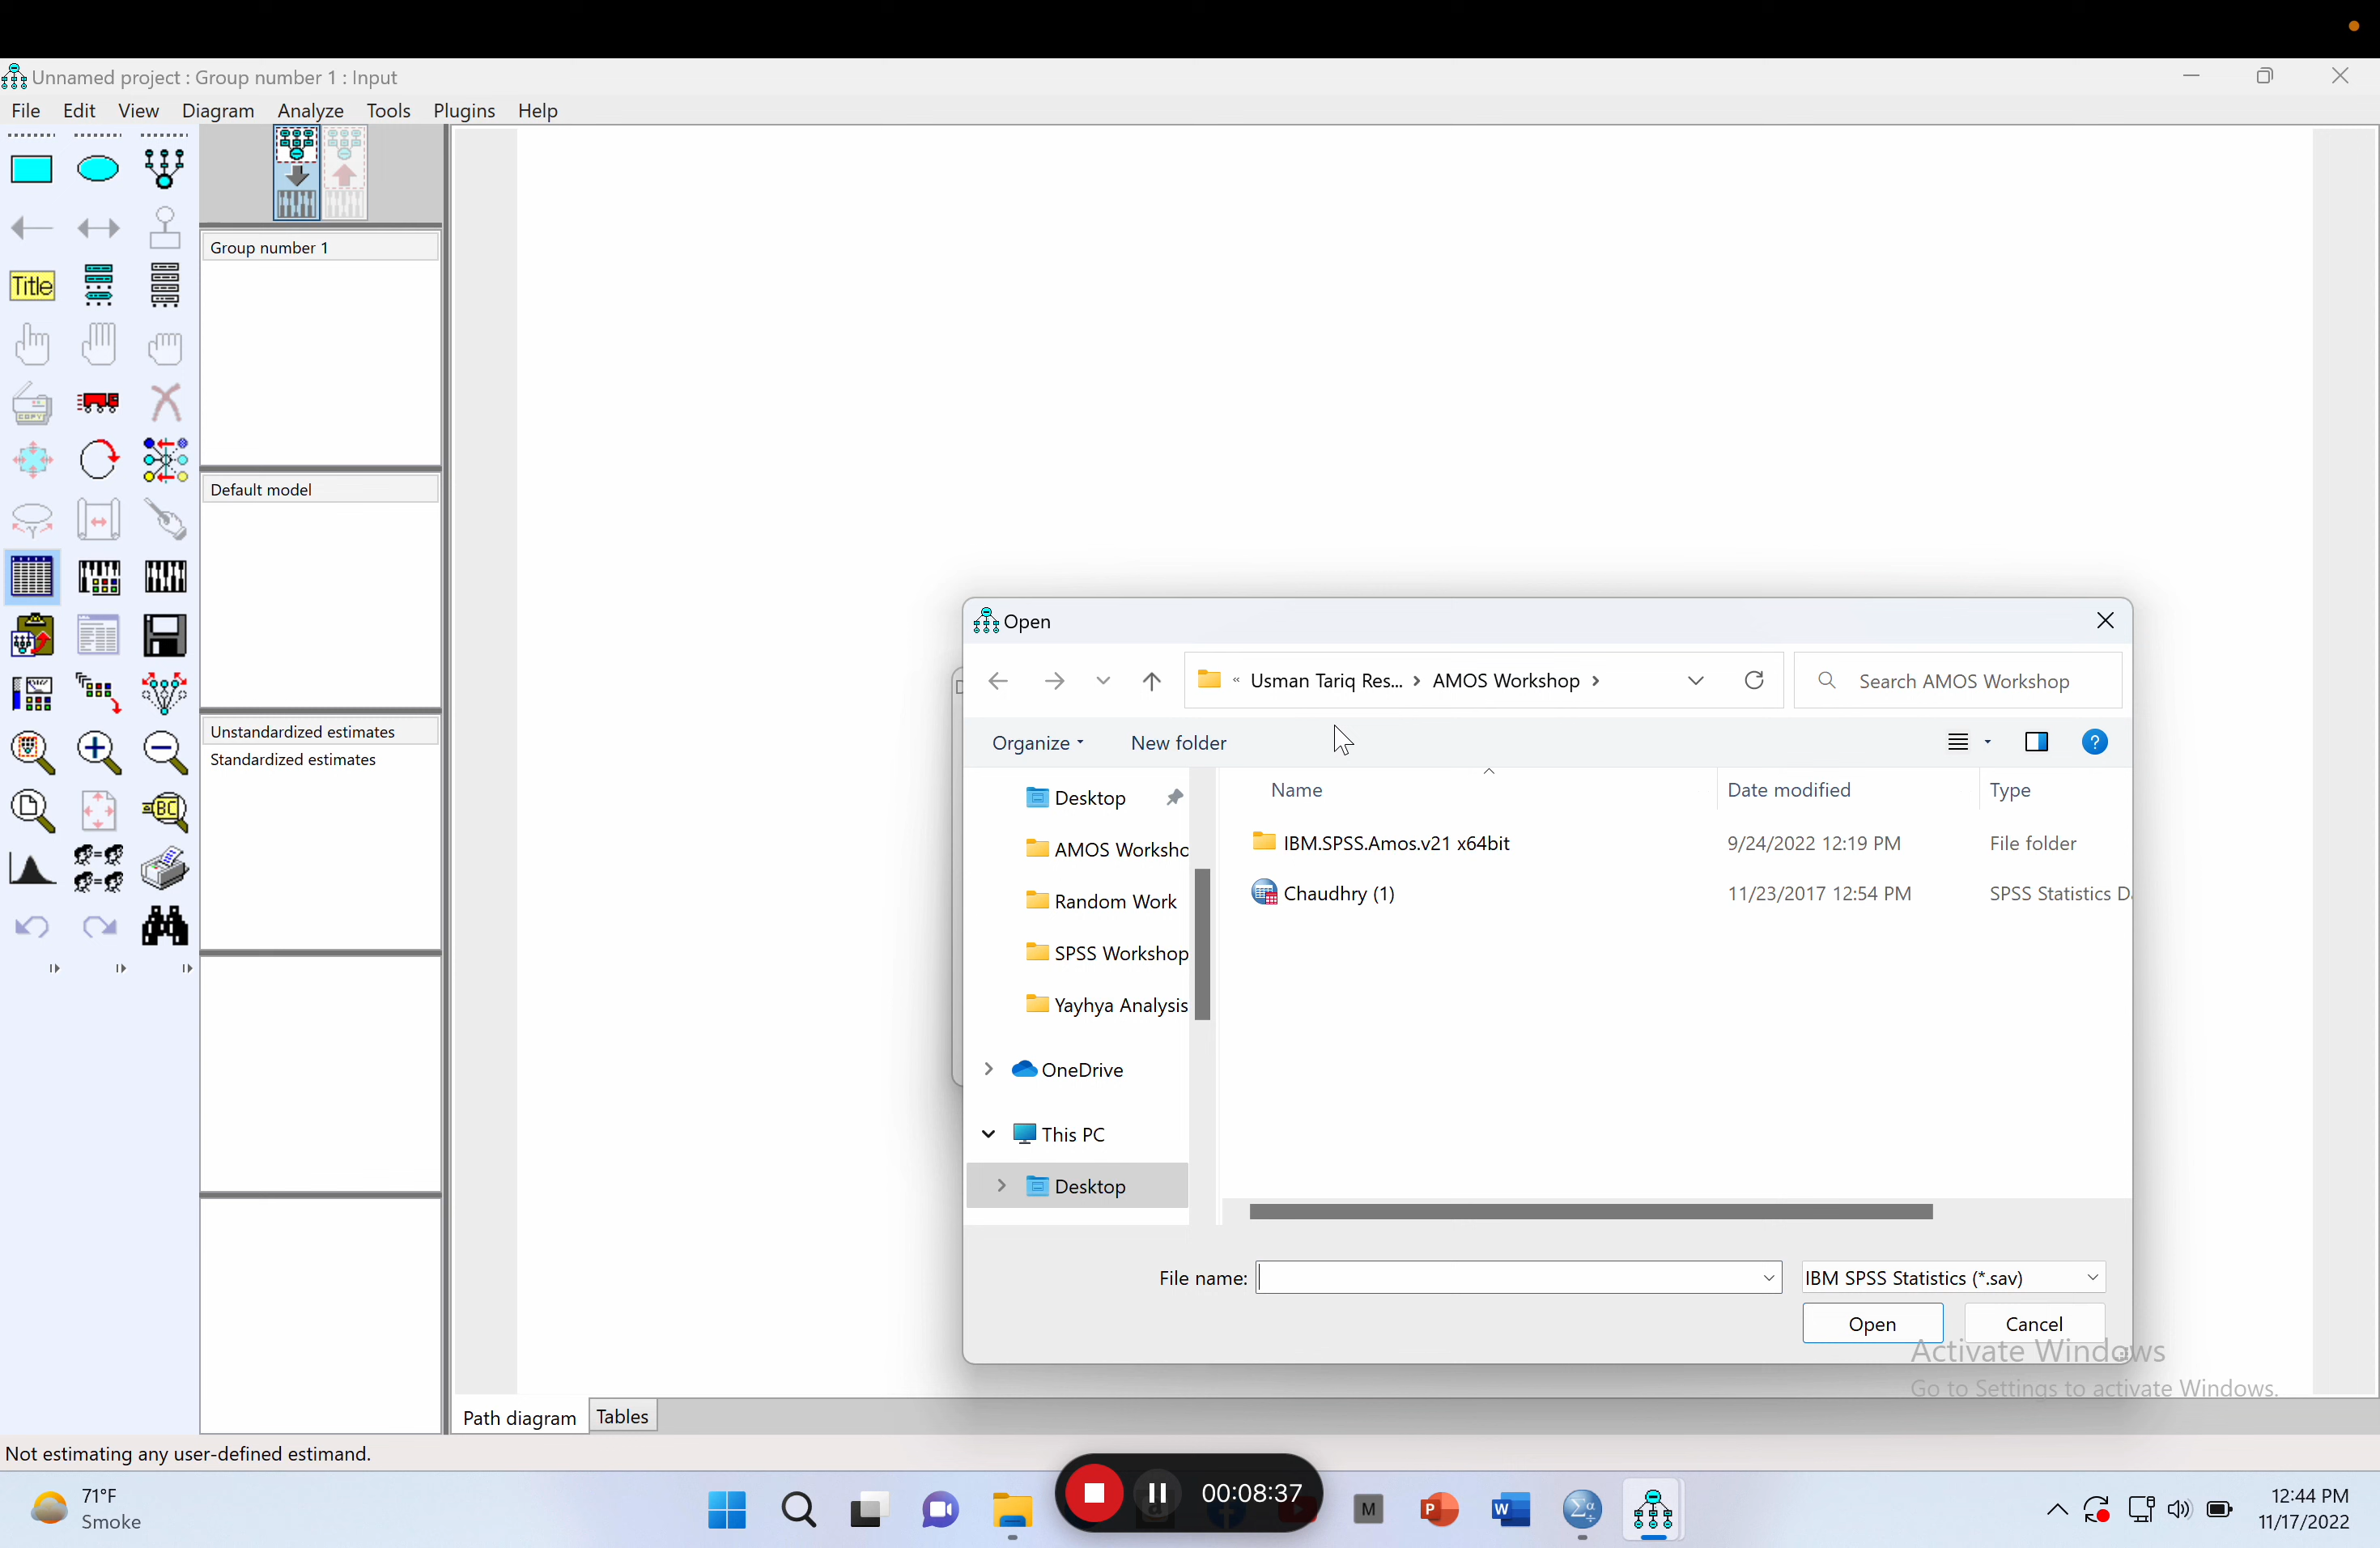 Unnamed project : Group number 1 : Input
File Edit View Diagram Analyze Tools Plugins Help
Title
COPY
BC
Group number 1
Default model
Unstandardized estimates
Standardized estimates
Open
« Usman Tariq Res... > AMOS Workshop >
Search AMOS Workshop
Organize
New folder
?
Desktop
AMOS Worksho
Random Work
SPSS Workshop
Yayhya Analysis
OneDrive
This PC
Desktop
Name Date modified Type
IBM.SPSS.Amos.v21 x64bit 9/24/2022 12:19 PM File folder
Chaudhry (1) 11/23/2017 12:54 PM SPSS Statistics D
File name:
IBM SPSS Statistics (*.sav)
Open Cancel
Activate Windows
Go to Settings to activate Windows.
Path diagram Tables
Not estimating any user-defined estimand.
71°F
Smoke
00:08:37
M
P
W
Σα
12:44 PM
11/17/2022